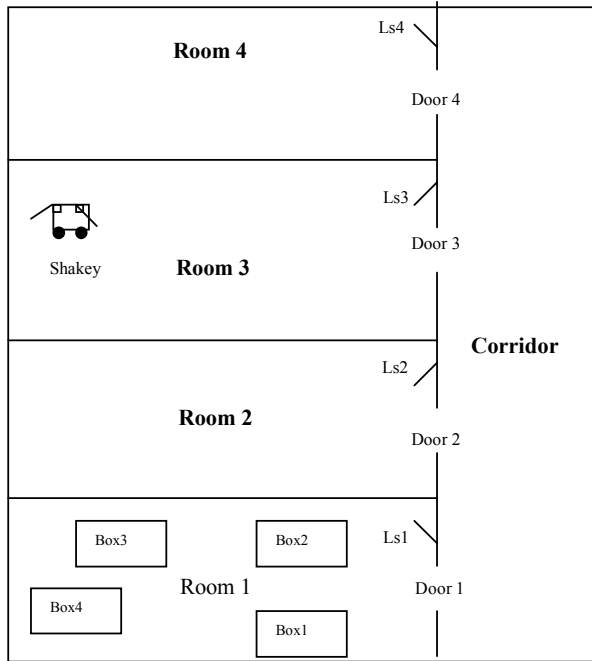 Ls4
Room 4
Door 4
Ls3
Door 3
Shakey
Room 3
Corridor
Ls2
Room 2
Door 2
Box3
Box2
Ls1
Room 1
Door 1
Box4
Box1